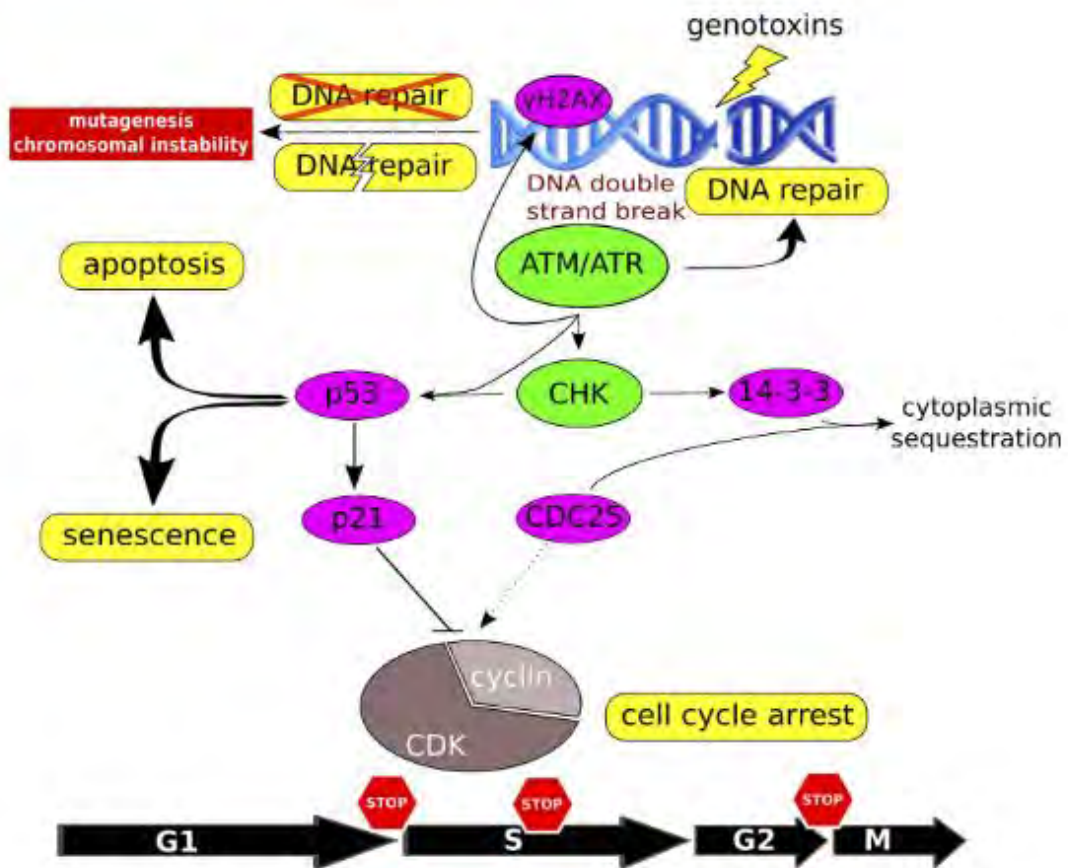 genotoxins
DNA repair
γH2AX
mutagenesis
chromosomal instability
DNA repair
DNA double
strand break
DNA repair
ATM/ATR
apoptosis
p53
CHK
14-3-3
cytoplasmic
sequestration
senescence
p21
CDC25
cyclin
CDK
cell cycle arrest
STOP
STOP
STOP
G1
S
G2
M